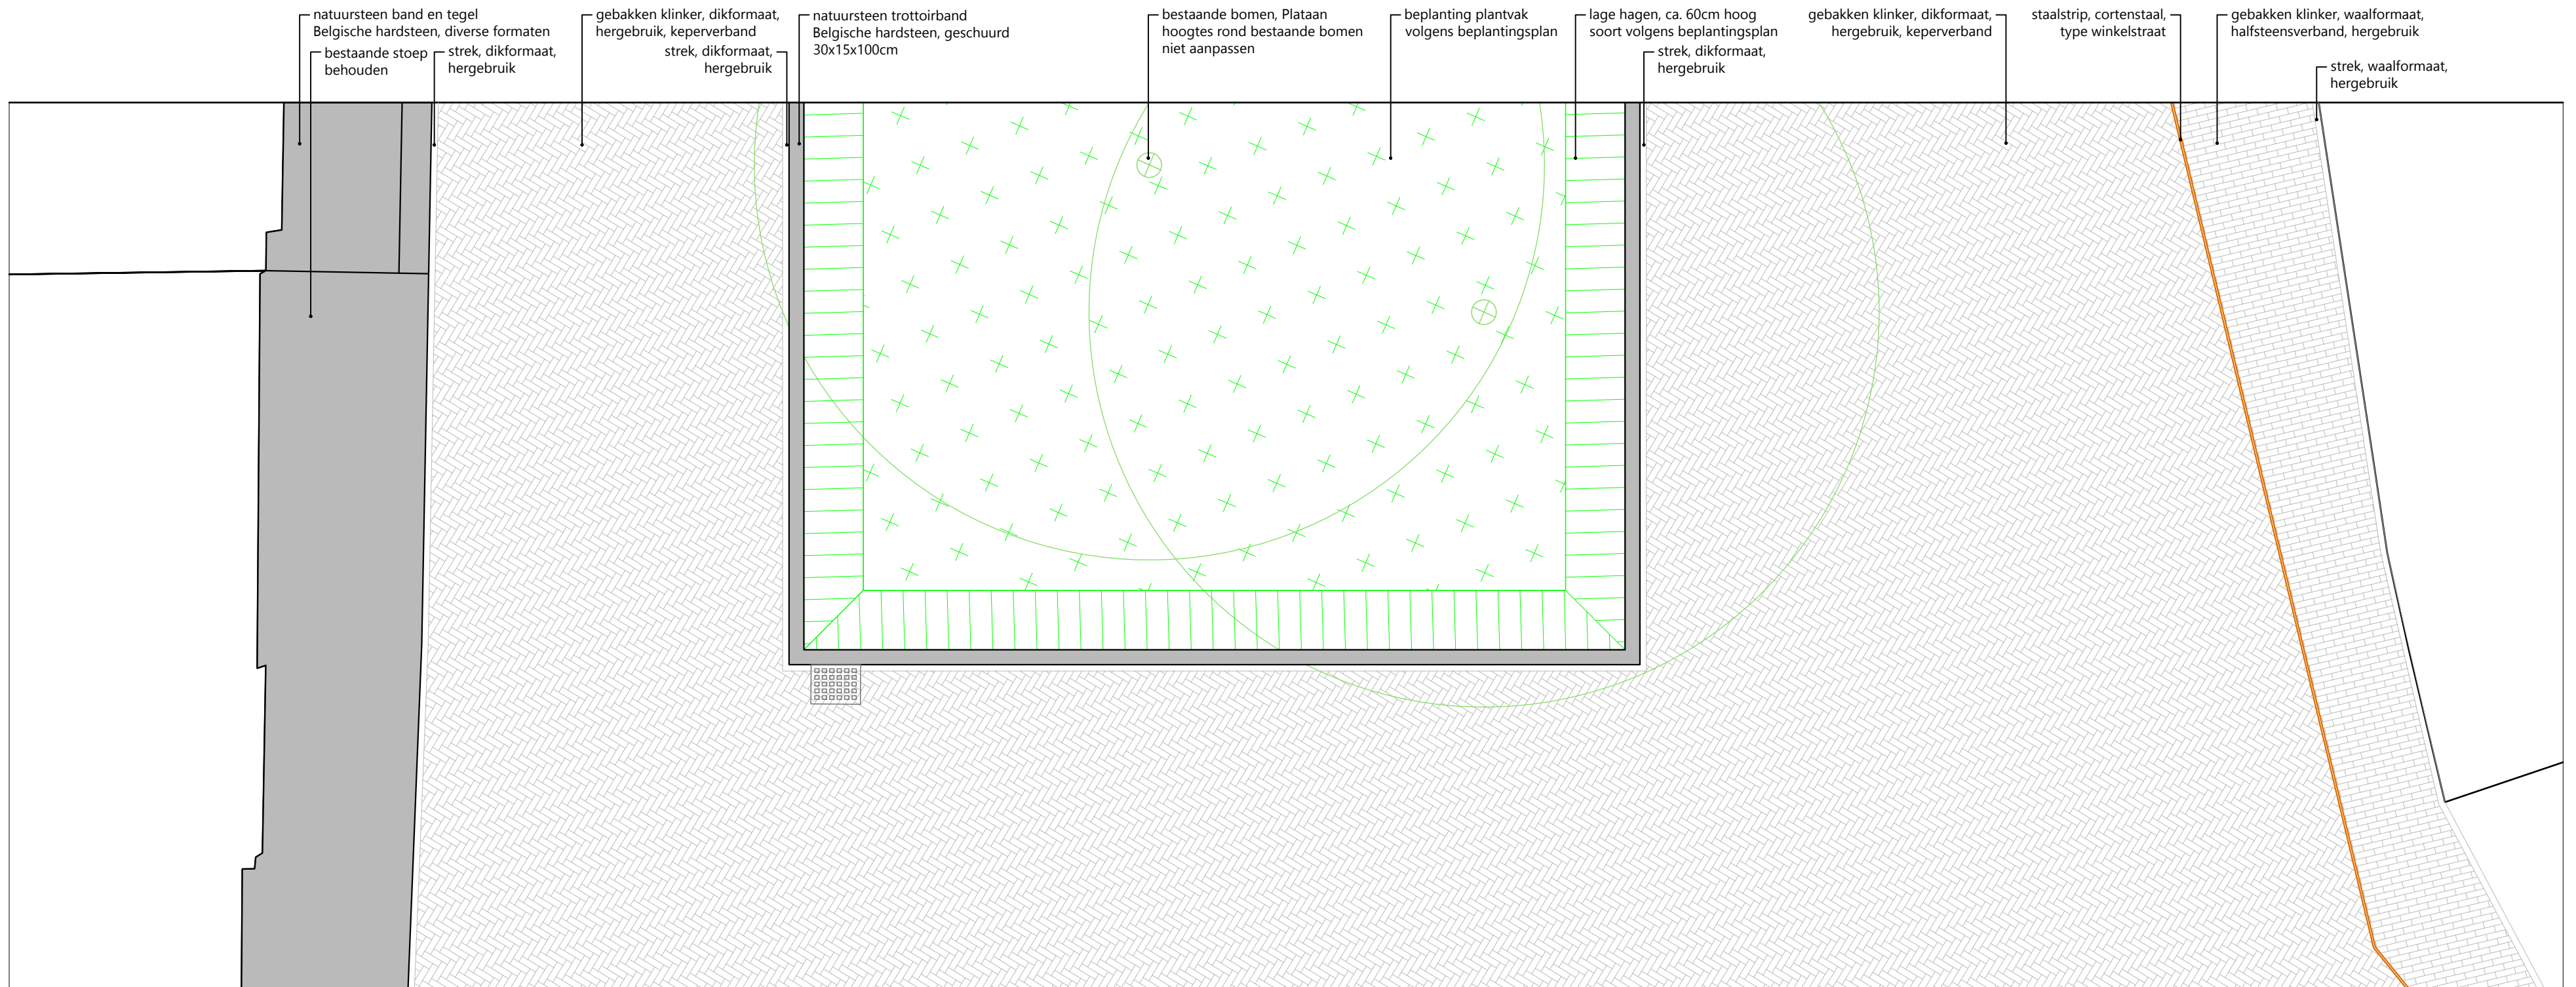 natuursteen band en tegel
Belgische hardsteen, diverse formaten
bestaande stoep
behouden
strek, dikformaat,
hergebruik
gebakken klinker, dikformaat,
hergebruik, keperverband
strek, dikformaat,
hergebruik
natuursteen trottoirband
Belgische hardsteen, geschuurd
30x15x100cm
bestaande bomen, Plataan
hoogtes rond bestaande bomen
niet aanpassen
beplanting plantvak
volgens beplantingsplan
lage hagen, ca. 60cm hoog
soort volgens beplantingsplan
strek, dikformaat,
hergebruik
gebakken klinker, dikformaat,
hergebruik, keperverband
staalstrip, cortenstaal,
type winkelstraat
gebakken klinker, waalformaat,
halfsteensverband, hergebruik
strek, waalformaat,
hergebruik